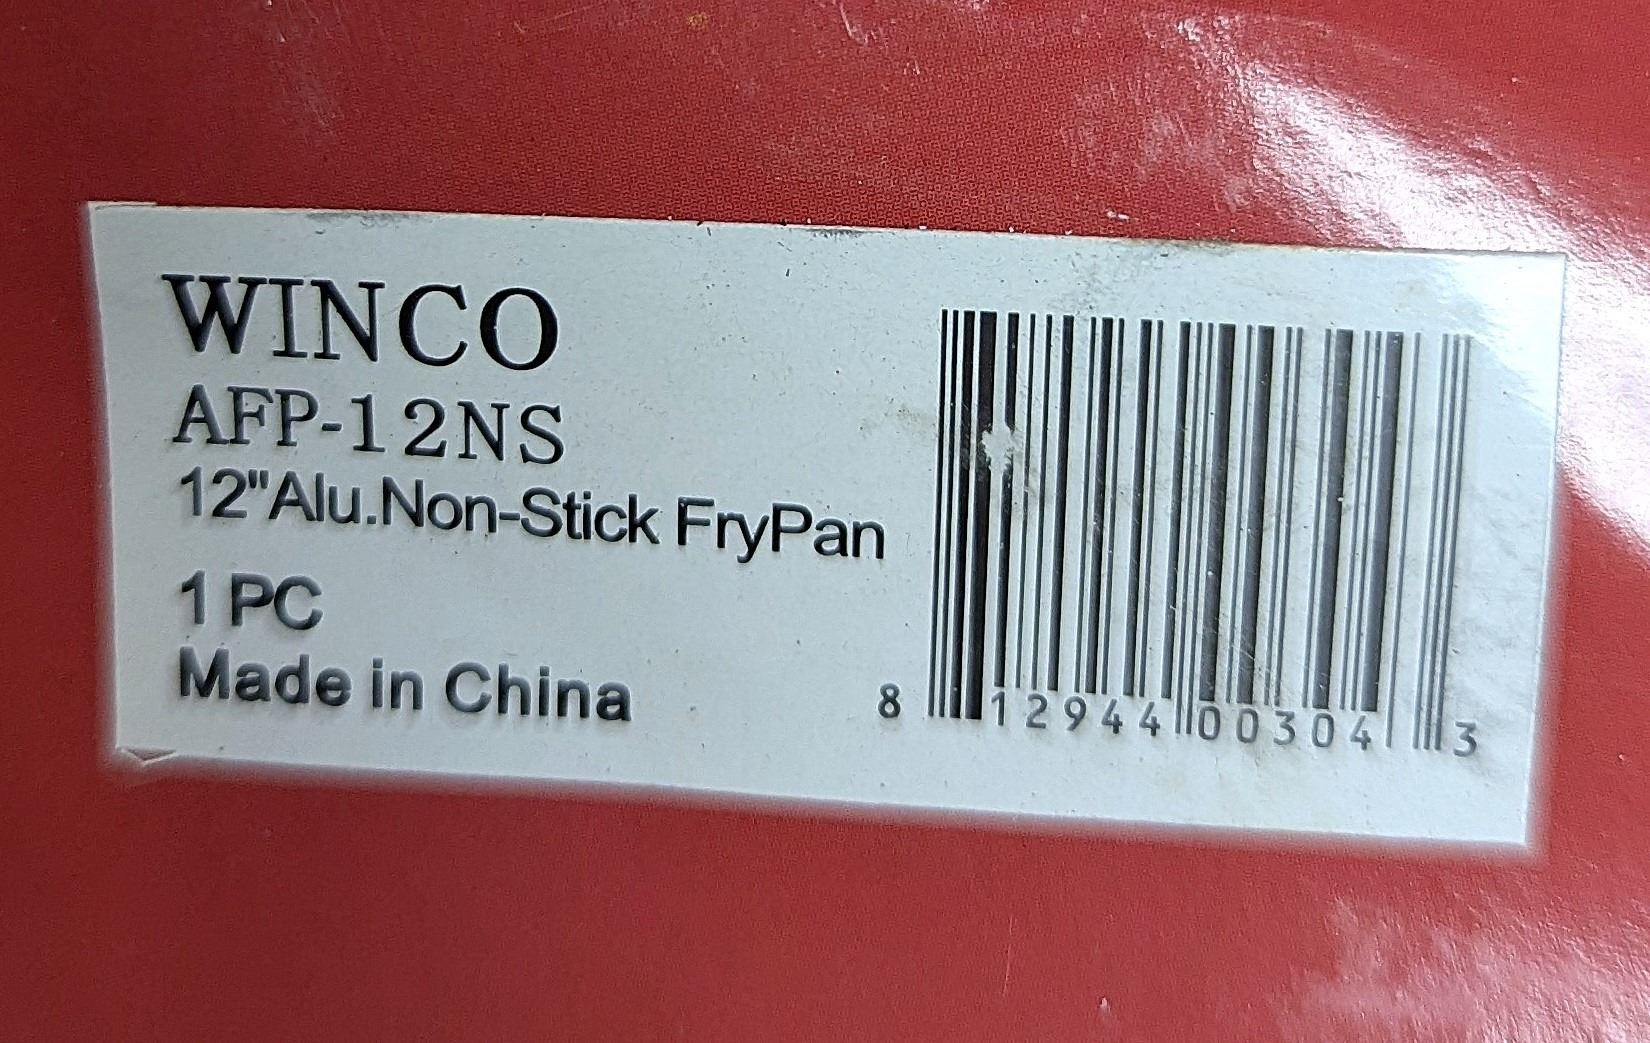 WINCO
AFP-12NS
12"Alu.Non-Stick FryPan
1 PC
Made in China
8 12944 00304 3